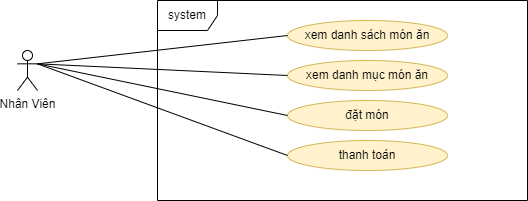 system
xem danh sách món ăn
xem danh mục món ăn
đặt món
thanh toán
Nhân Viên